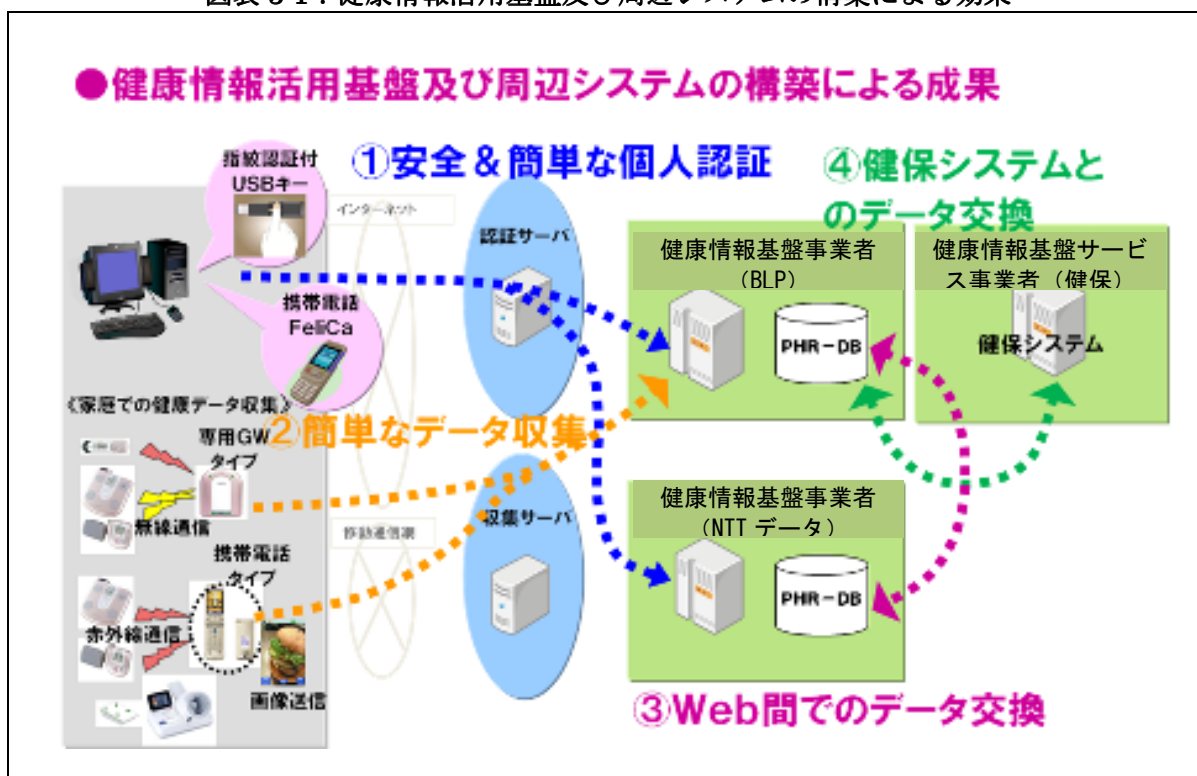 ●健康情報活用基盤及び周辺システムの構築による成果
指紋認証付
USBキー
①安全＆簡単な個人認証
④健保システムと
のデータ交換
インターネット
認証サーバ
健康情報基盤事業者
(BLP)
健康情報基盤サービ
ス事業者（健保）
携帯電話
FeliCa
PHR－DB
健保システム
《家庭での健康データ収集》
②簡単なデータ収集
専用GW
タイプ
無線通信
移動通信網
収集サーバ
健康情報基盤事業者
(NTT データ)
携帯電話
タイプ
PHR－DB
赤外線通信
画像送信
③Web間でのデータ交換